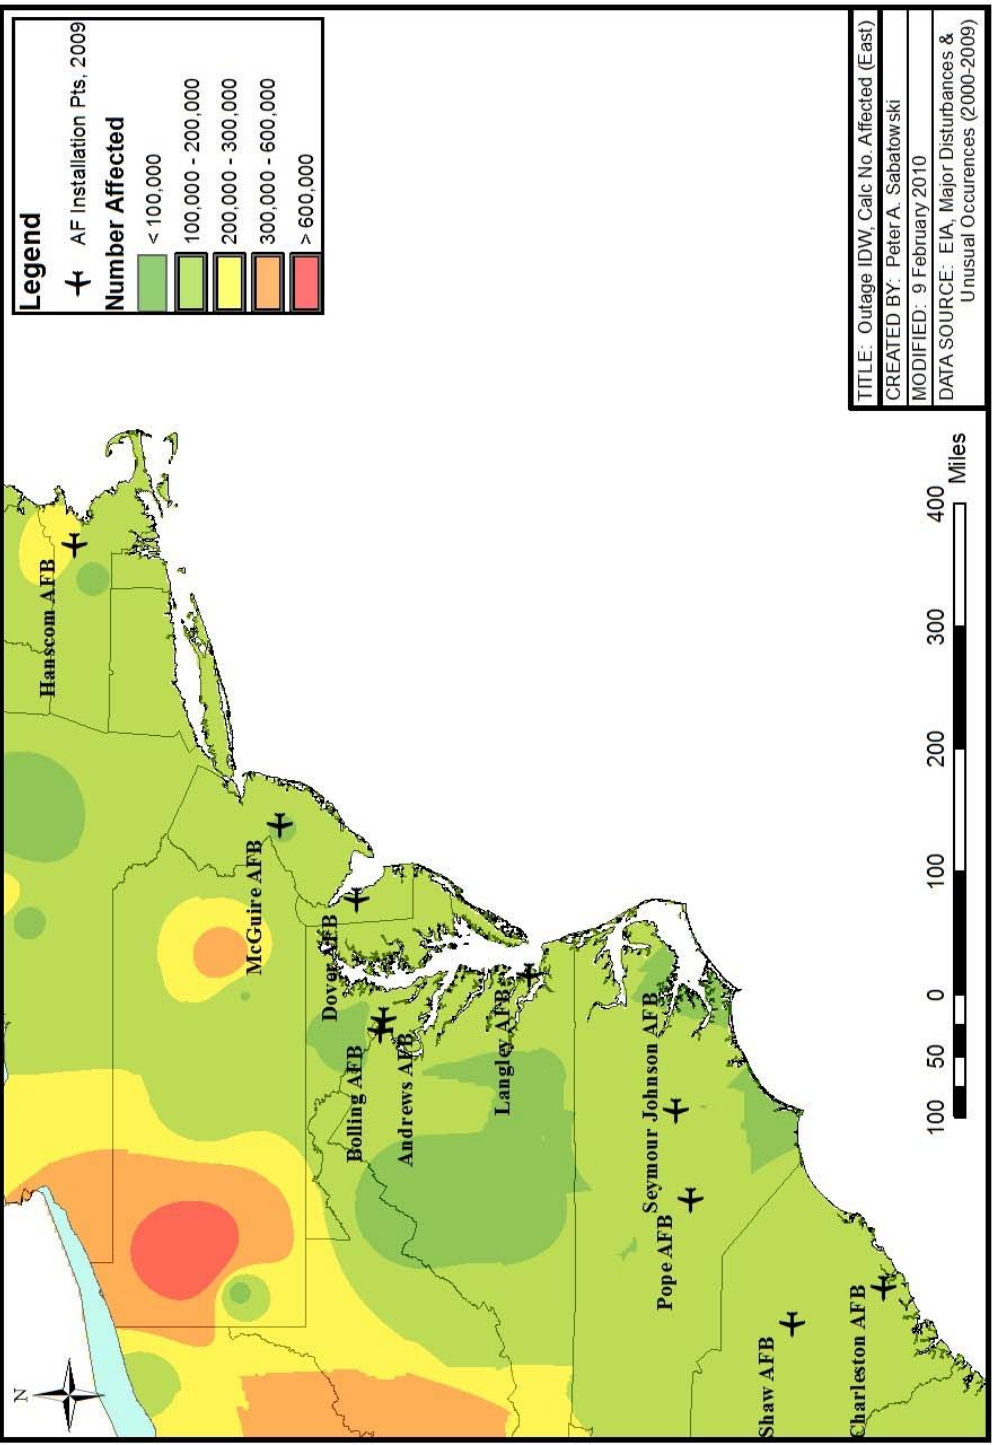 Legend
AF Installation Pts, 2009
Number Affected
< 100,000
100,000 - 200,000
200,000 - 300,000
300,000 - 600,000
> 600,000
N
Hanscom AFB
McGuire AFB
Dover AFB
Bolling AFB
Andrews AFB
Langley AFB
Seymour Johnson AFB
Pope AFB
Shaw AFB
Charleston AFB
100 50 0 100 200 300 400
Miles
TITLE: Outage IDW, Calc No. Affected (East)
CREATED BY: Peter A. Sabatowski
MODIFIED: 9 February 2010
DATA SOURCE: EIA, Major Disturbances &
Unusual Occurences (2000-2009)